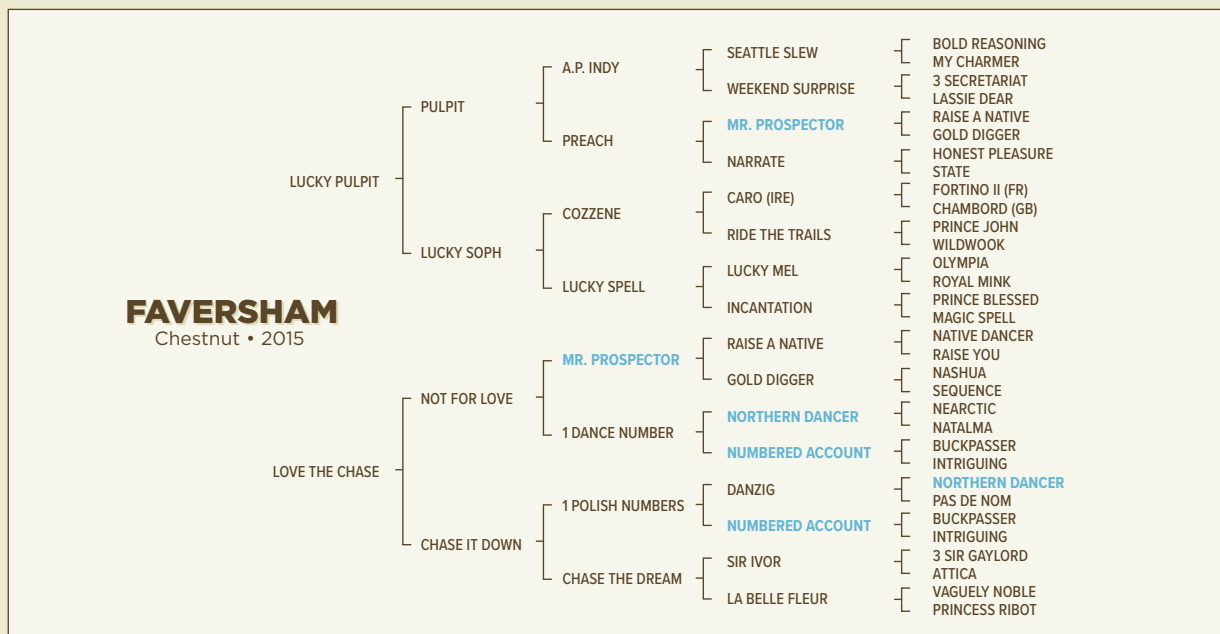 FAVERSHAM
Chestnut • 2015
LUCKY PULPIT
LOVE THE CHASE
PULPIT
LUCKY SOPH
NOT FOR LOVE
CHASE IT DOWN
A.P. INDY
PREACH
COZZENE
LUCKY SPELL
MR. PROSPECTOR
1 DANCE NUMBER
1 POLISH NUMBERS
CHASE THE DREAM
SEATTLE SLEW
WEEKEND SURPRISE
MR. PROSPECTOR
NARRATE
CARO (IRE)
RIDE THE TRAILS
LUCKY MEL
INCANTATION
RAISE A NATIVE
GOLD DIGGER
NORTHERN DANCER
NUMBERED ACCOUNT
DANZIG
NUMBERED ACCOUNT
SIR IVOR
LA BELLE FLEUR
BOLD REASONING
MY CHARMER
3 SECRETARIAT
LASSIE DEAR
RAISE A NATIVE
GOLD DIGGER
HONEST PLEASURE
STATE
FORTINO II (FR)
CHAMBORD (GB)
PRINCE JOHN
WILDWOOK
OLYMPIA
ROYAL MINK
PRINCE BLESSED
MAGIC SPELL
NATIVE DANCER
RAISE YOU
NASHUA
SEQUENCE
NEARCTIC
NATALMA
BUCKPASSER
INTRIGUING
NORTHERN DANCER
PAS DE NOM
BUCKPASSER
INTRIGUING
3 SIR GAYLORD
ATTICA
VAGUELY NOBLE
PRINCESS RIBOT